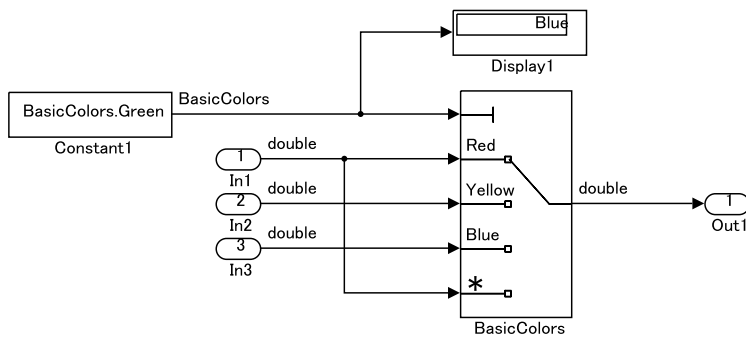 Blue
Display1
BasicColors.Green
BasicColors
Constant1
double
Red
1
In1
double
Yellow
double
2
1
In2
Out1
double
Blue
3
In3
*
BasicColors